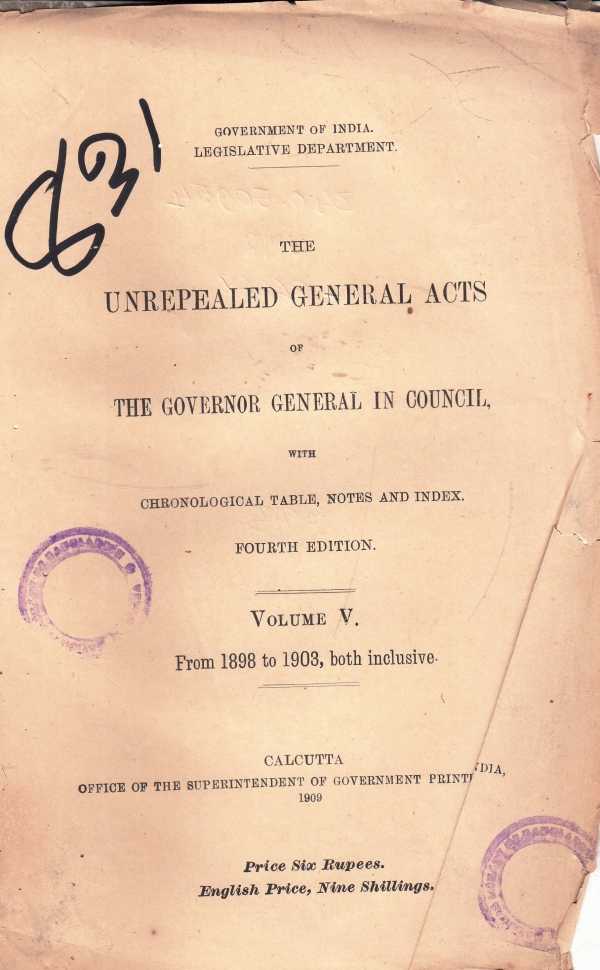 631
GOVERNMENT OF INDIA.
LEGISLATIVE DEPARTMENT.
THE
UNREPEALED GENERAL ACTS
OF
THE GOVERNOR GENERAL IN COUNCIL,
WITH
CHRONOLOGICAL TABLE, NOTES AND INDEX.
FOURTH EDITION.
VOLUME V.
From 1898 to 1903, both inclusive.
CALCUTTA
OFFICE OF THE SUPERINTENDENT OF GOVERNMENT PRINTI NDIA,
1909
Price Six Rupees.
English Price, Nine Shillings.